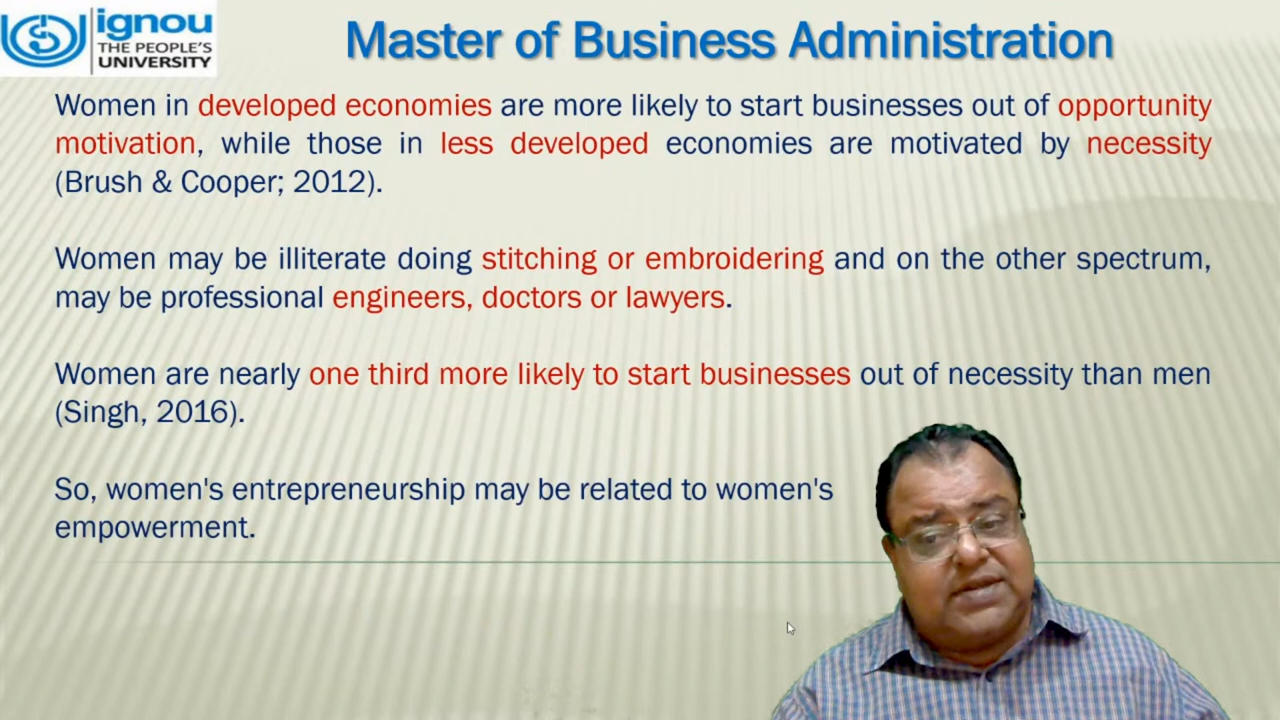 ignou
THE PEOPLE'S
UNIVERSITY
Master of Business Administration
Women in developed economies are more likely to start businesses out of opportunity
motivation, while those in less developed economies are motivated by necessity
(Brush & Cooper; 2012).
Women may be illiterate doing stitching or embroidering and on the other spectrum,
may be professional engineers, doctors or lawyers.
Women are nearly one third more likely to start businesses out of necessity than men
(Singh, 2016).
So, women's entrepreneurship may be related to women's
empowerment.